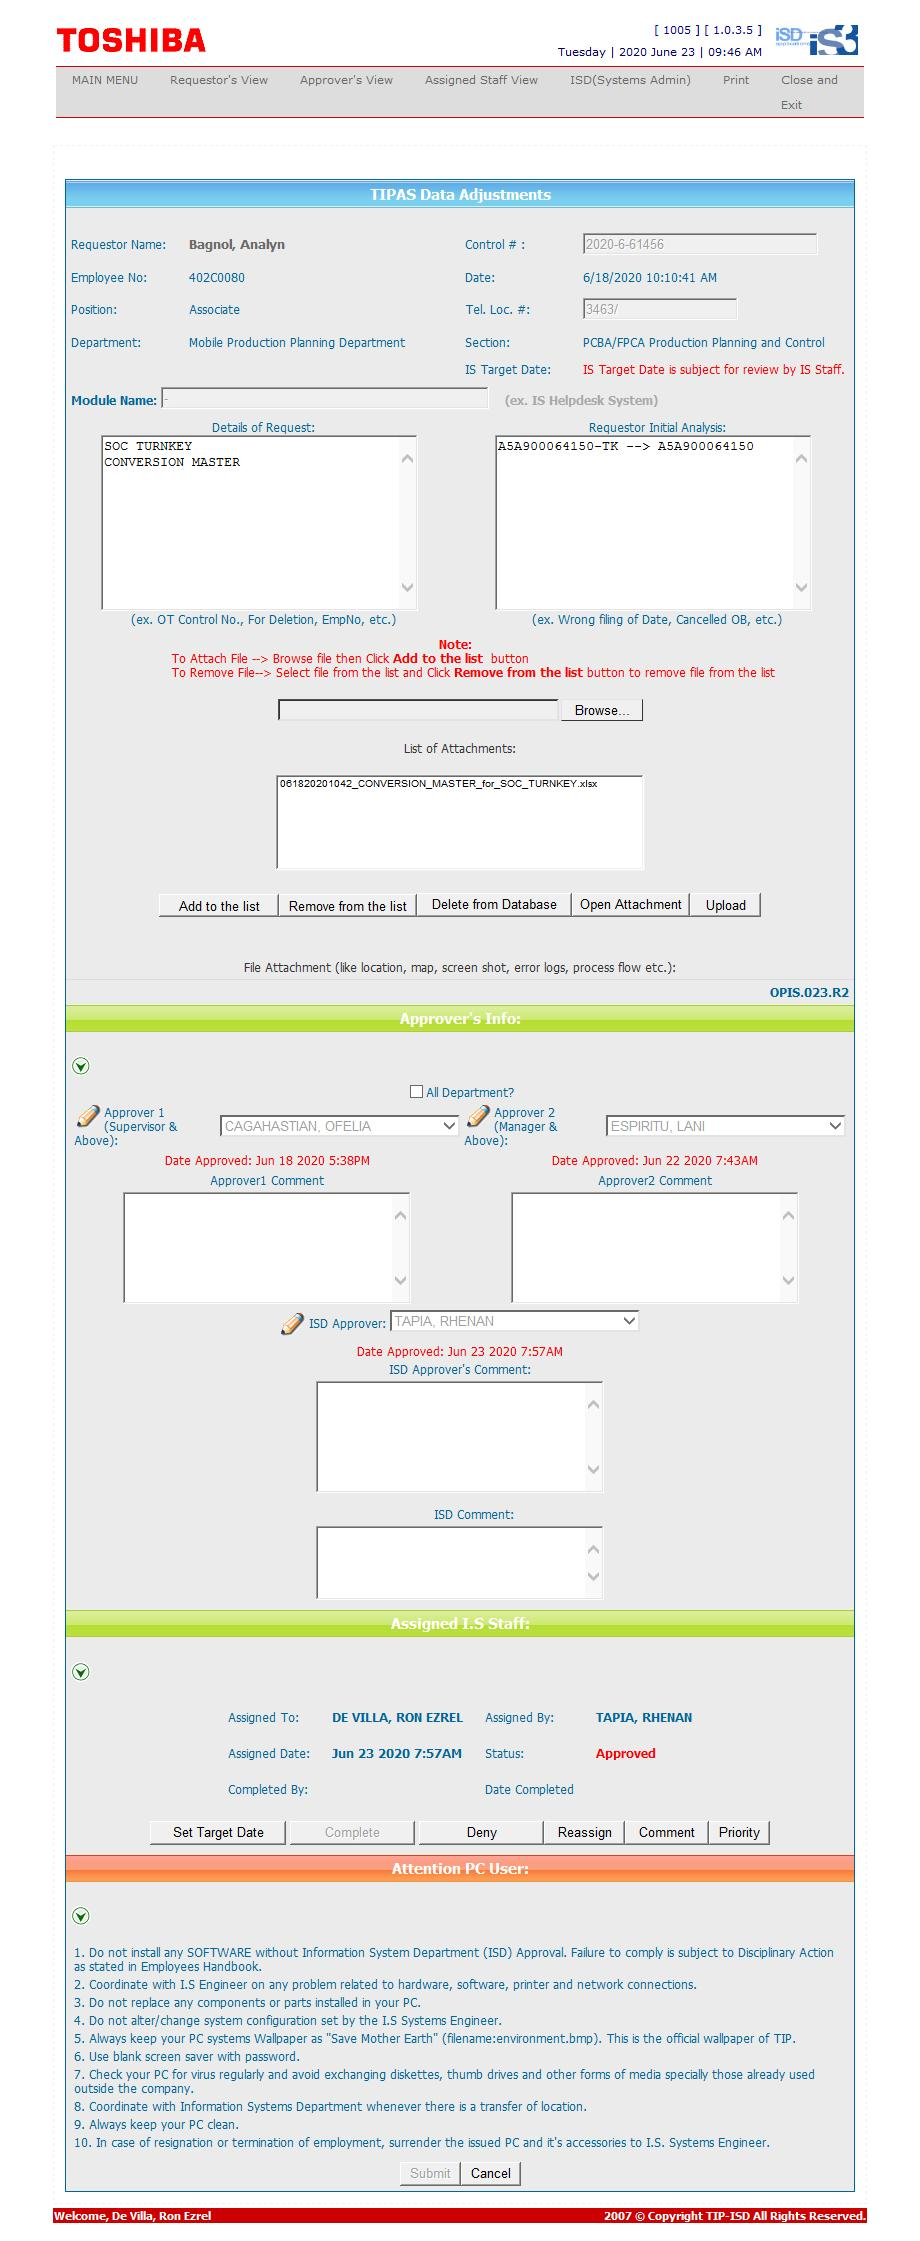 TOSHIBA
[ 1005 ] [ 1.0.3.5 ]
Tuesday | 2020 June 23 | 09:46 AM
MAIN MENU Requestor's View Approver's View Assigned Staff View ISD(Systems Admin) Print Close and Exit
TIPAS Data Adjustments
Requestor Name: Bagnol, Analyn Control # : 2020-6-61456
Employee No: 402C0080 Date: 6/18/2020 10:10:41 AM
Position: Associate Tel. Loc. #: 3463/
Department: Mobile Production Planning Department Section: PCBA/FPCA Production Planning and Control
IS Target Date: IS Target Date is subject for review by IS Staff.
Module Name: - (ex. IS Helpdesk System)
Details of Request: Requestor Initial Analysis:
SOC TURNKEY
CONVERSION MASTER
A5A900064150-TK --> A5A900064150
(ex. OT Control No., For Deletion, EmpNo, etc.) (ex. Wrong filing of Date, Cancelled OB, etc.)
Note:
To Attach File --> Browse file then Click Add to the list button
To Remove File--> Select file from the list and Click Remove from the list button to remove file from the list
Browse...
List of Attachments:
061820201042_CONVERSION_MASTER_for_SOC_TURNKEY.xlsx
Add to the list Remove from the list Delete from Database Open Attachment Upload
File Attachment (like location, map, screen shot, error logs, process flow etc.):
OPIS.023.R2
Approver's Info:
All Department?
Approver 1
(Supervisor &
Above):
CAGAHASTIAN, OFELIA
Approver 2
(Manager &
Above):
ESPIRITU, LANI
Date Approved: Jun 18 2020 5:38PM Date Approved: Jun 22 2020 7:43AM
Approver1 Comment Approver2 Comment
ISD Approver: TAPIA, RHENAN
Date Approved: Jun 23 2020 7:57AM
ISD Approver's Comment:
ISD Comment:
Assigned I.S Staff:
Assigned To: DE VILLA, RON EZREL Assigned By: TAPIA, RHENAN
Assigned Date: Jun 23 2020 7:57AM Status: Approved
Completed By: Date Completed
Set Target Date Complete Deny Reassign Comment Priority
Attention PC User:
1. Do not install any SOFTWARE without Information System Department (ISD) Approval. Failure to comply is subject to Disciplinary Action
as stated in Employees Handbook.
2. Coordinate with I.S Engineer on any problem related to hardware, software, printer and network connections.
3. Do not replace any components or parts installed in your PC.
4. Do not alter/change system configuration set by the I.S Systems Engineer.
5. Always keep your PC systems Wallpaper as "Save Mother Earth" (filename:environment.bmp). This is the official wallpaper of TIP.
6. Use blank screen saver with password.
7. Check your PC for virus regularly and avoid exchanging diskettes, thumb drives and other forms of media specially those already used
outside the company.
8. Coordinate with Information Systems Department whenever there is a transfer of location.
9. Always keep your PC clean.
10. In case of resignation or termination of employment, surrender the issued PC and it's accessories to I.S. Systems Engineer.
Submit Cancel
Welcome, De Villa, Ron Ezrel 2007 © Copyright TIP-ISD All Rights Reserved.